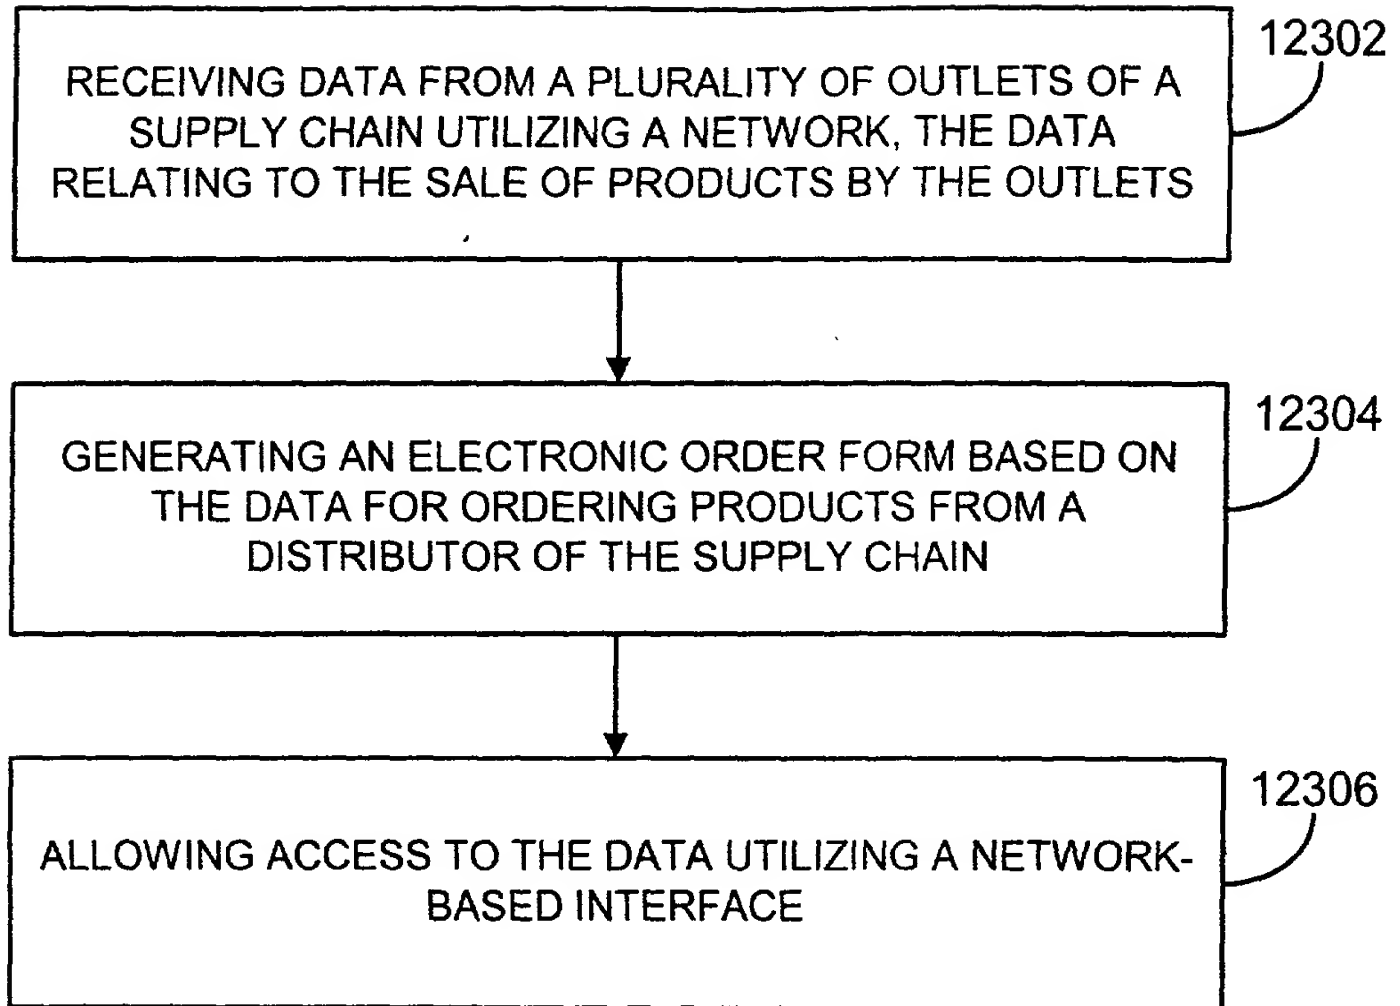 12302
RECEIVING DATA FROM A PLURALITY OF OUTLETS OF A
SUPPLY CHAIN UTILIZING A NETWORK, THE DATA
RELATING TO THE SALE OF PRODUCTS BY THE OUTLETS
12304
GENERATING AN ELECTRONIC ORDER FORM BASED ON
THE DATA FOR ORDERING PRODUCTS FROM A
DISTRIBUTOR OF THE SUPPLY CHAIN
12306
ALLOWING ACCESS TO THE DATA UTILIZING A NETWORK-
BASED INTERFACE